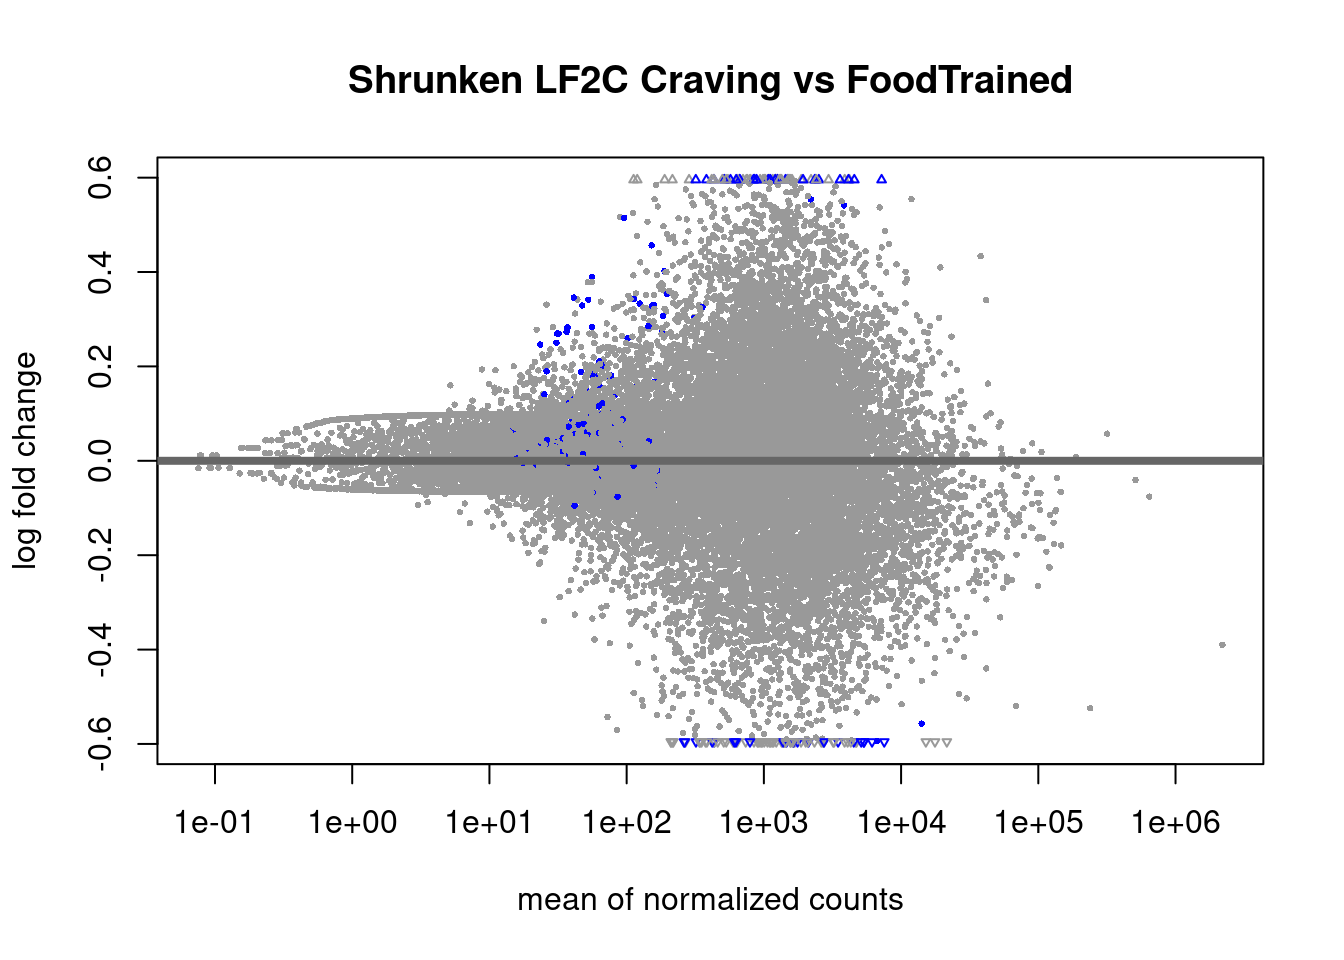 Shrunken LF2C Craving vs FoodTrained
0.6
0.4
0.2
0.0
-0.2
-0.4
-0.6
log fold change
1e-01 1e+00 1e+01 1e+02 1e+03 1e+04 1e+05 1e+06
mean of normalized counts